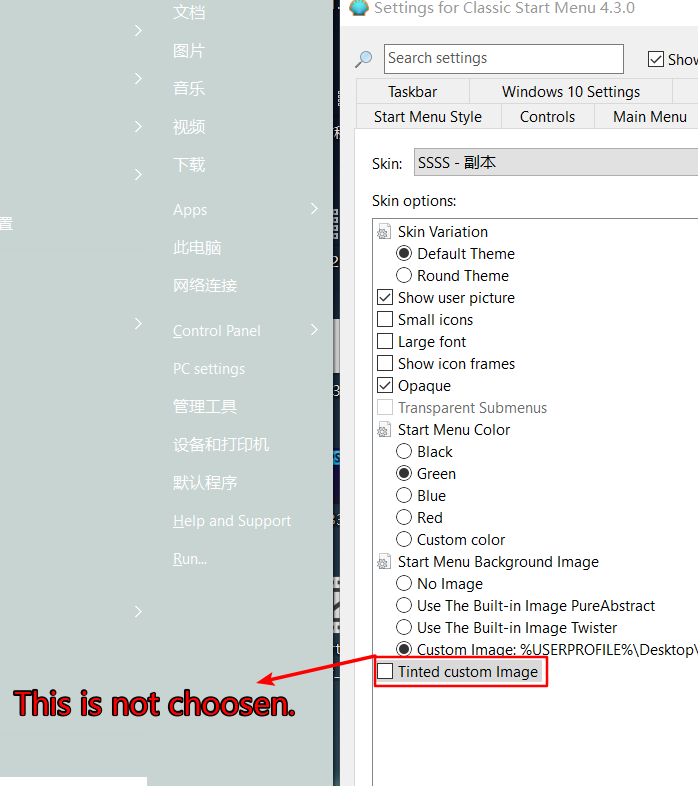 文档
图片
音乐
视频
下载
置
Apps
此电脑
网络连接
Control Panel
PC settings
管理工具
设备和打印机
默认程序
Help and Support
Run...
Settings for Classic Start Menu 4.3.0
Search settings
Show
Taskbar
Windows 10 Settings
Start Menu Style
Controls
Main Menu
Skin:
SSSS - 副本
Skin options:
Skin Variation
Default Theme
Round Theme
Show user picture
Small icons
Large font
Show icon frames
Opaque
Transparent Submenus
Start Menu Color
Black
Green
Blue
Red
Custom color
Start Menu Background Image
No Image
Use The Built-in Image PureAbstract
Use The Built-in Image Twister
Custom Image: %USERPROFILE%\Desktop\
Tinted custom Image
This is not choosen.